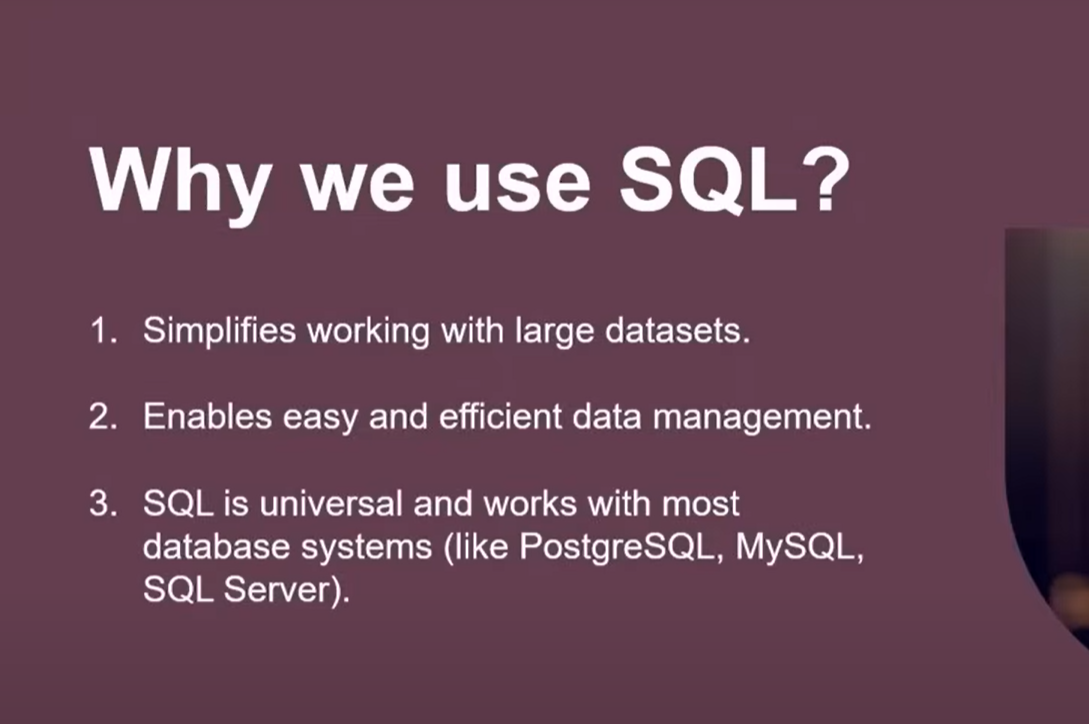 Why we use SQL?
1. Simplifies working with large datasets.
2. Enables easy and efficient data management.
3. SQL is universal and works with most
database systems (like PostgreSQL, MySQL,
SQL Server).